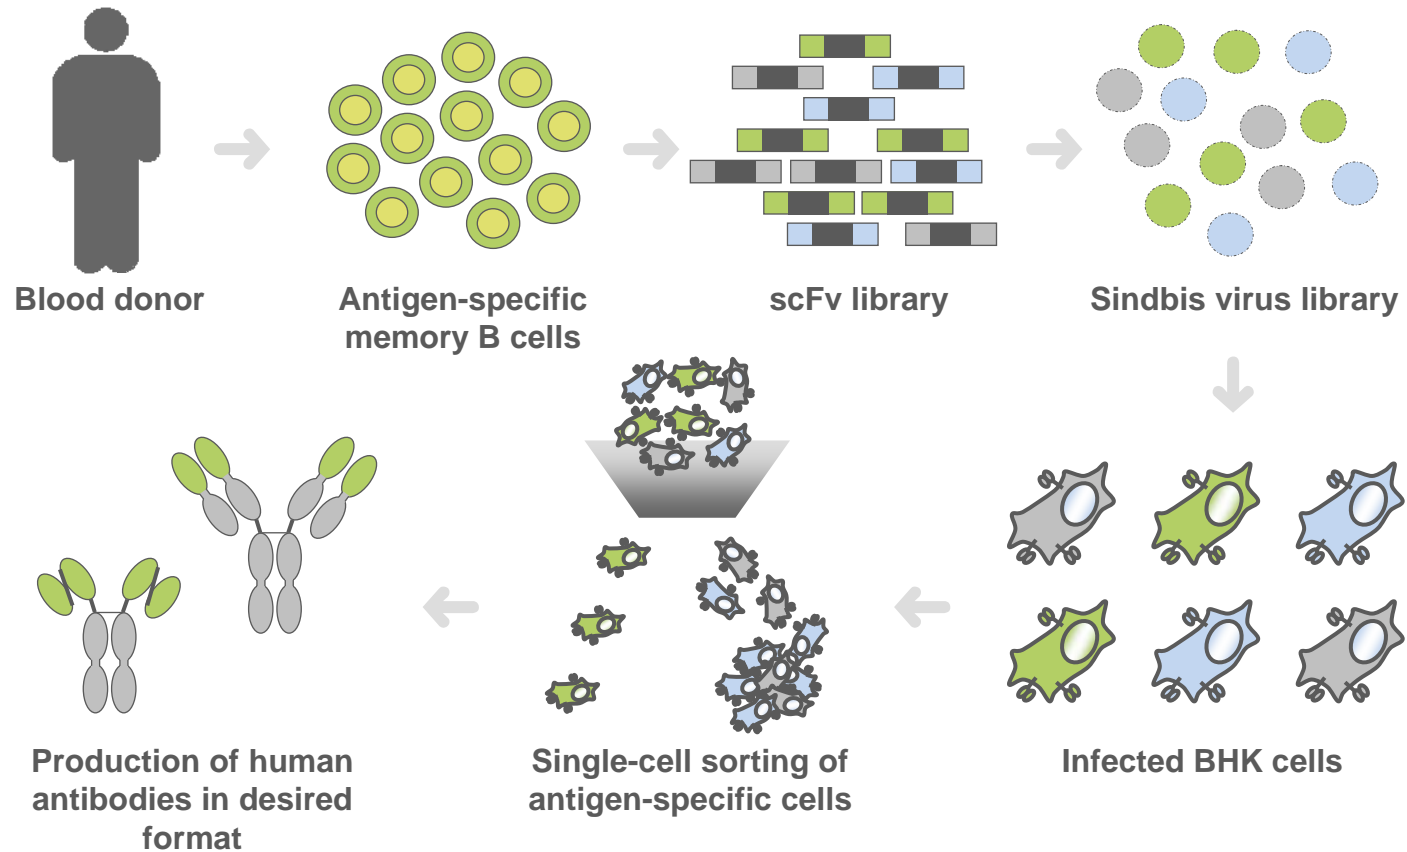 Blood donor
Antigen-specific
memory B cells
scFv library
Sindbis virus library
Infected BHK cells
Single-cell sorting of
antigen-specific cells
Production of human
antibodies in desired
format